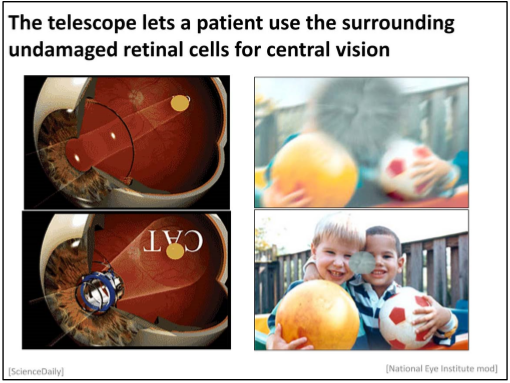 The telescope lets a patient use the surrounding
undamaged retinal cells for central vision
CAT
[ScienceDaily]
[National Eye Institute mod]